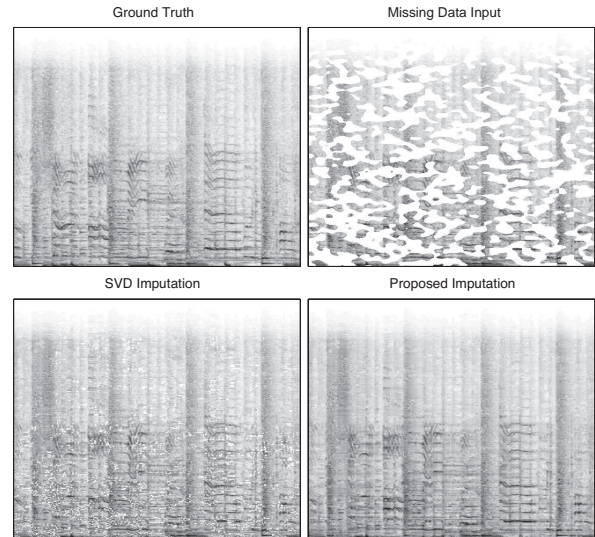 Ground Truth
Missing Data Input
SVD Imputation
Proposed Imputation